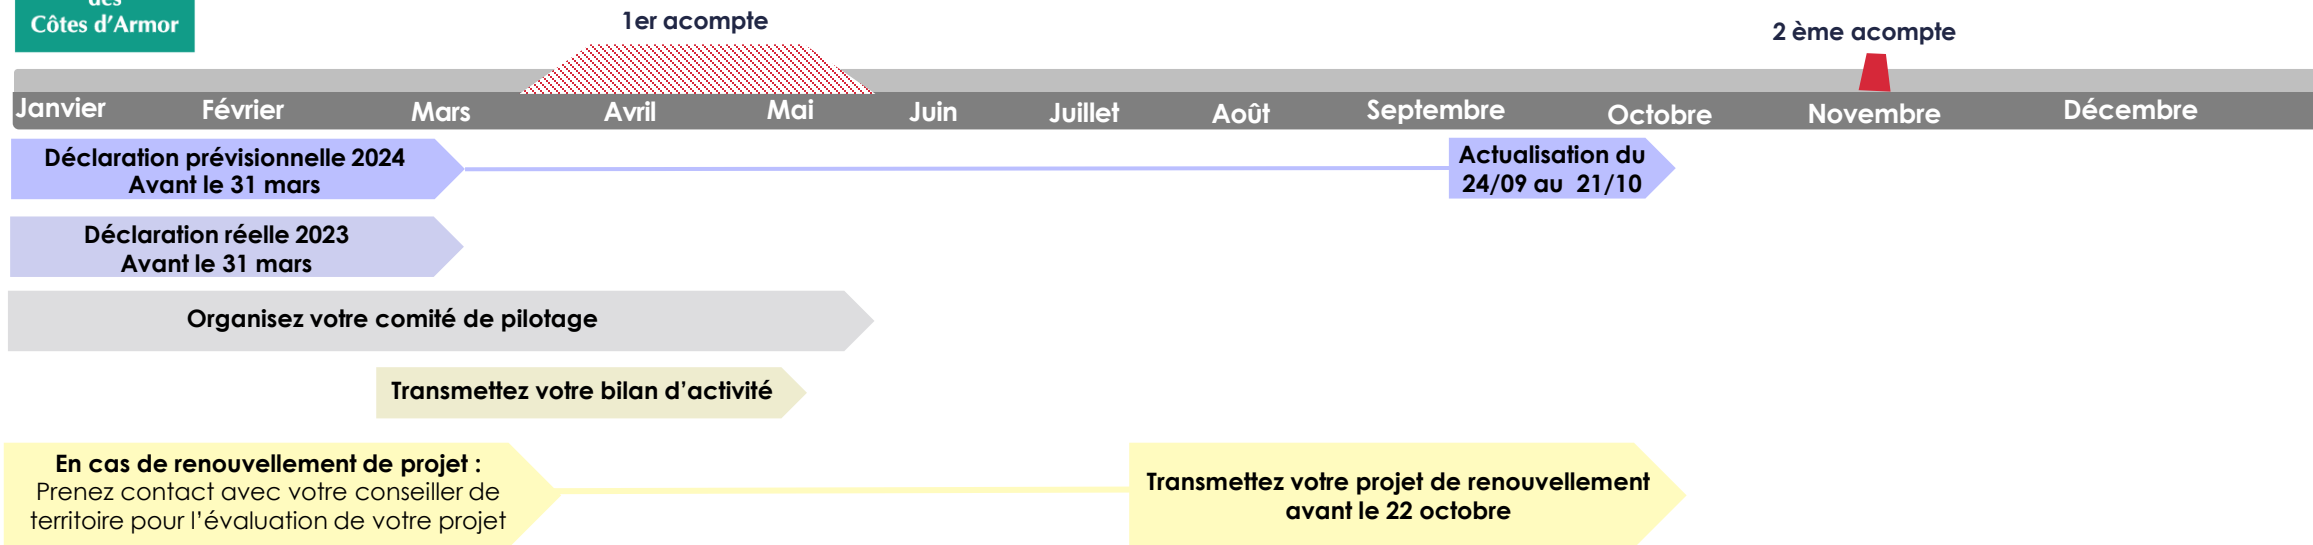 des
Côtes d'Armor
1er acompte
2 ème acompte
Janvier Février Mars Avril Mai Juin Juillet Août Septembre Octobre Novembre Décembre
Déclaration prévisionnelle 2024
Avant le 31 mars
Actualisation du
24/09 au 21/10
Déclaration réelle 2023
Avant le 31 mars
Organisez votre comité de pilotage
Transmettez votre bilan d'activité
En cas de renouvellement de projet :
Prenez contact avec votre conseiller de
territoire pour l'évaluation de votre projet
Transmettez votre projet de renouvellement
avant le 22 octobre